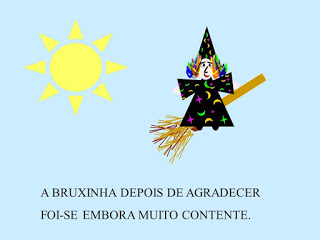 A BRUXINHA DEPOIS DE AGRADECER
FOI-SE EMBORA MUITO CONTENTE.